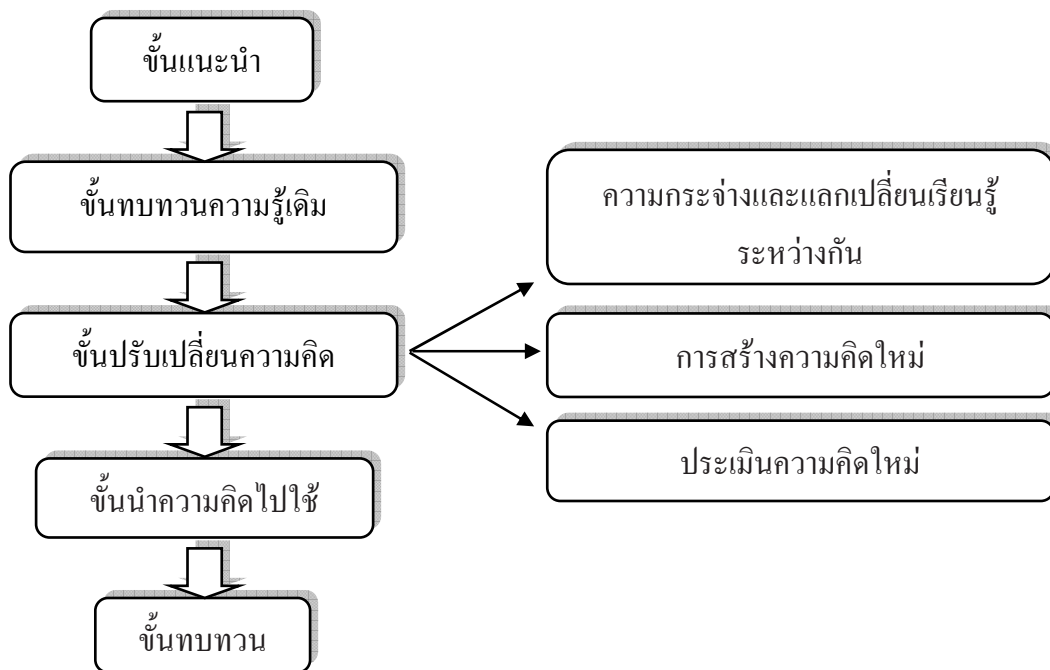 ขั้นแนะนำ
ขั้นทบทวนความรู้เดิม
ขั้นปรับเปลี่ยนความคิด
ความกระจ่างและแลกเปลี่ยนเรียนรู้
ระหว่างกัน
การสร้างความคิดใหม่
ประเมินความคิดใหม่
ขั้นนำความคิดไปใช้
ขั้นทบทวน